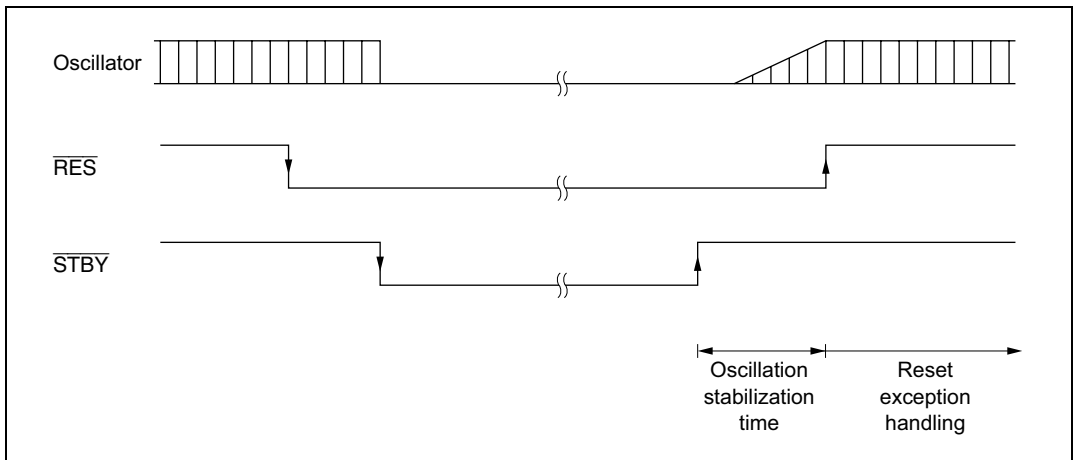 Oscillator
RES
STBY
Oscillation
stabilization
time
Reset
exception
handling